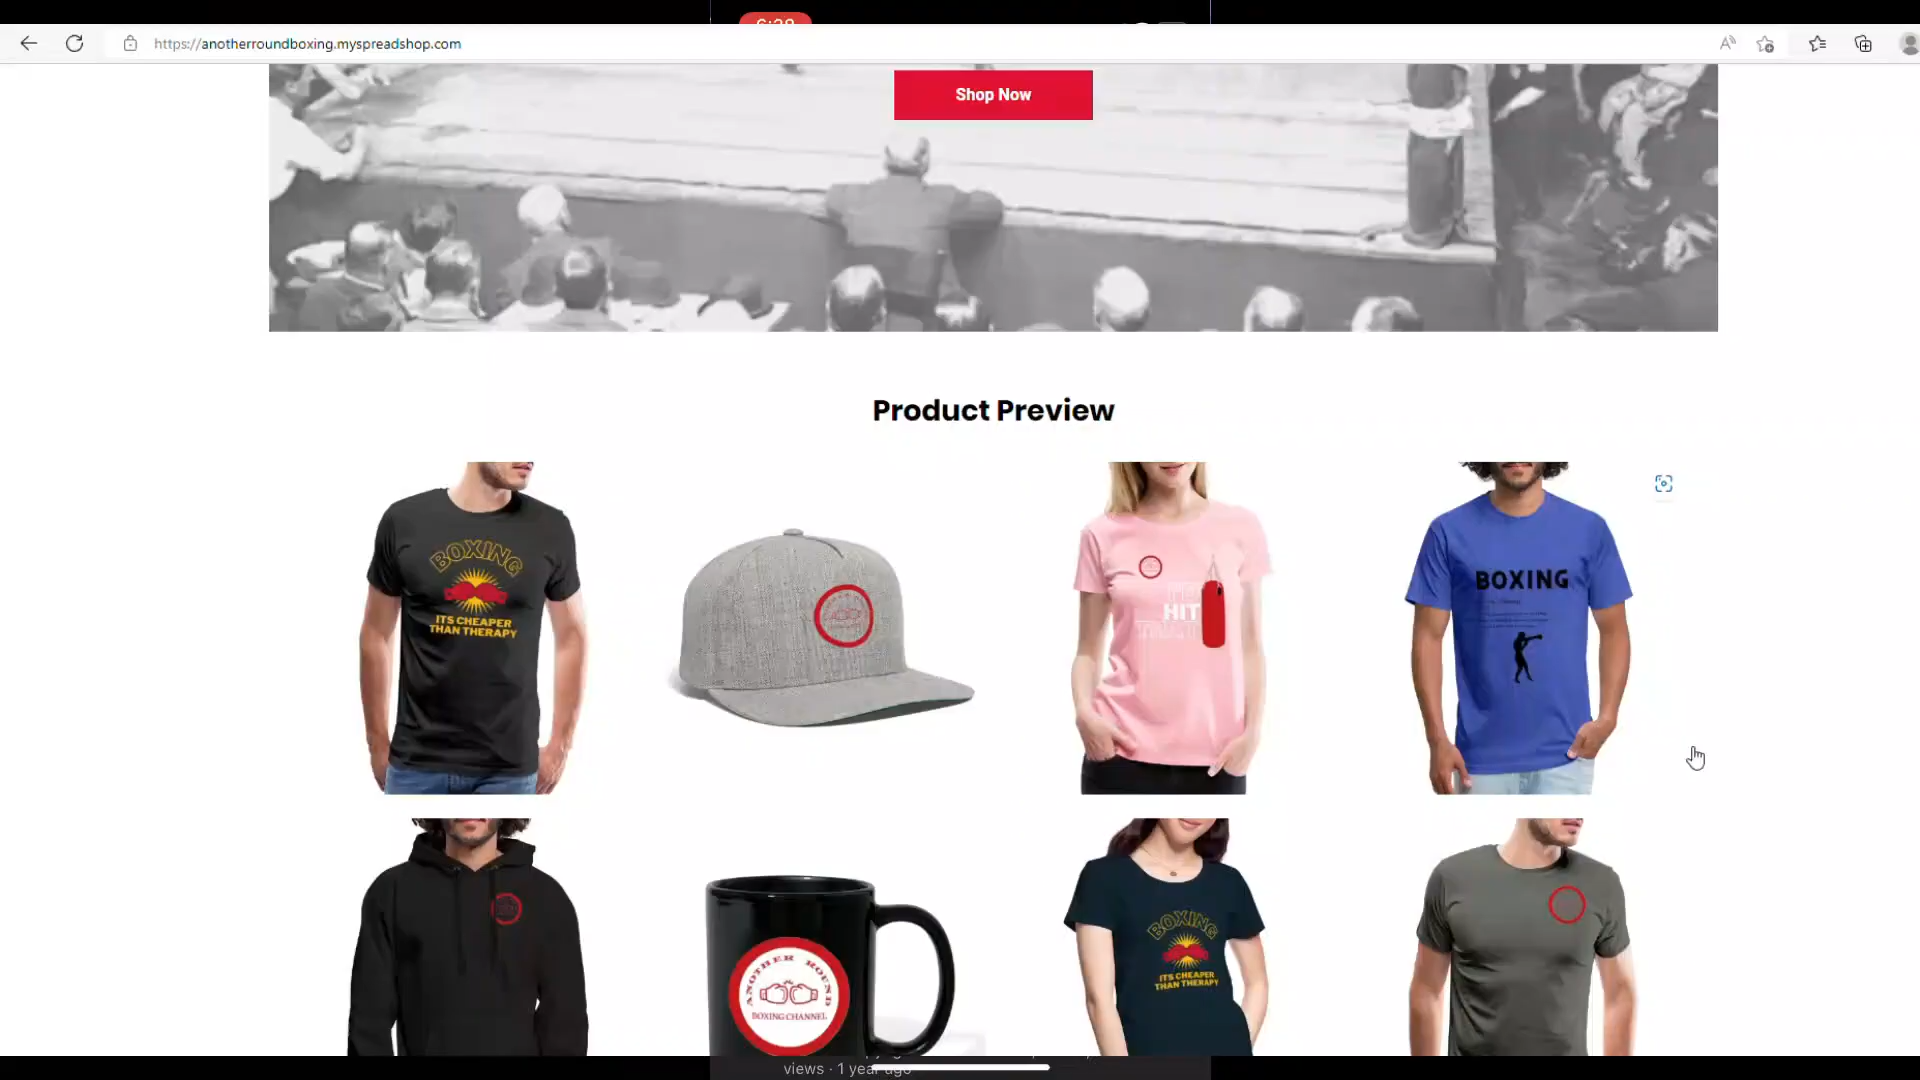 https://anotherroundboxing.myspreadshop.com
Shop Now
Product Preview
BOXING
ITS CHEAPER
THAN THERAPY
HIT
BOXING
ANOTHER ROUND
BOXING CHANNEL
BOXING
ITS CHEAPER
THAN THERAPY
views · 1 year ago